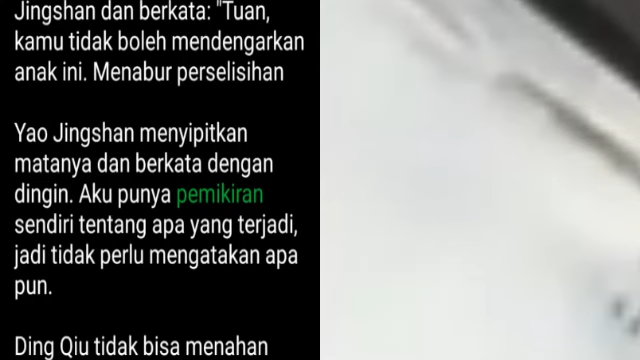 Jingshan dan berkata: "Tuan,
kamu tidak boleh mendengarkan
anak ini. Menabur perselisihan
Yao Jingshan menyipitkan
matanya dan berkata dengan
dingin. Aku punya pemikiran
sendiri tentang apa yang terjadi,
jadi tidak perlu mengatakan apa
pun.
Ding Qiu tidak bisa menahan